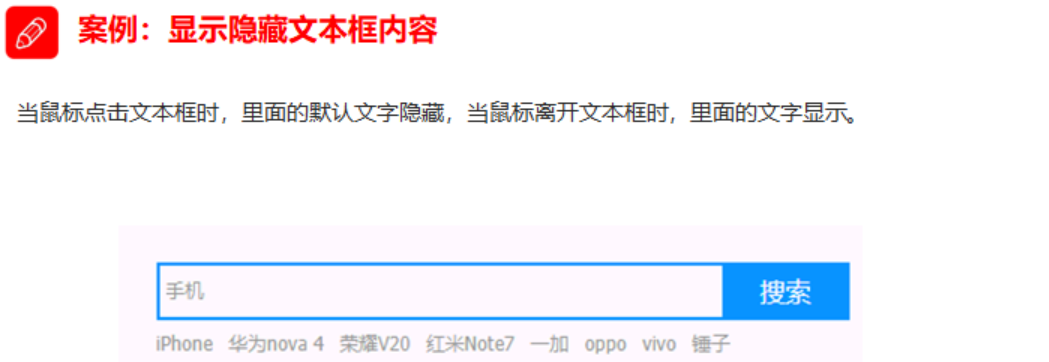 案例：显示隐藏文本框内容
当鼠标点击文本框时，里面的默认文字隐藏，当鼠标离开文本框时，里面的文字显示。
手机 搜索
iPhone 华为nova 4 荣耀V20 红米Note7 一加 oppo vivo 锤子